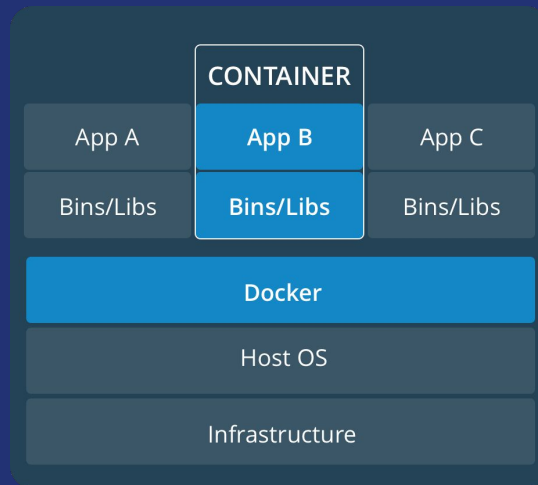 CONTAINER
App A
App B
App C
Bins/Libs
Bins/Libs
Bins/Libs
Docker
Host OS
Infrastructure